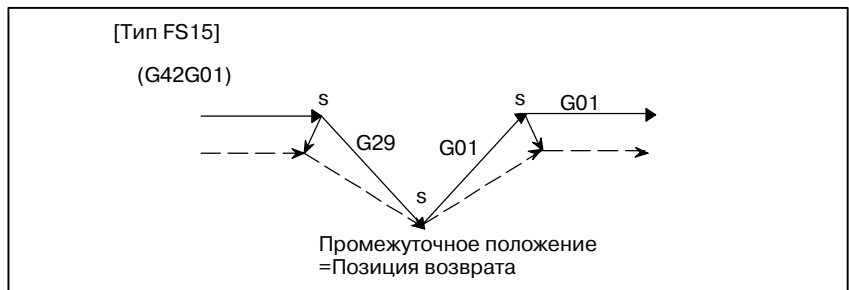 [Тип FS15]
(G42G01)
s
s
G01
G29
G01
s
Промежуточное положение
=Позиция возврата